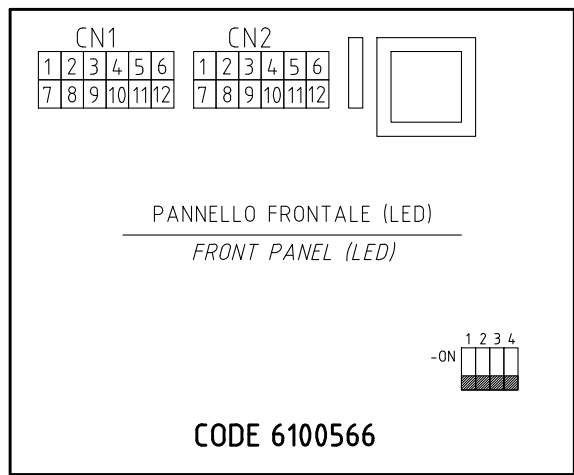 CN1 CN2
1 2 3 4 5 6 1 2 3 4 5 6
7 8 9 10 11 12 7 8 9 10 11 12
PANNELLO FRONTALE (LED)
FRONT PANEL (LED)
1 2 3 4
-ON
CODE 6100566